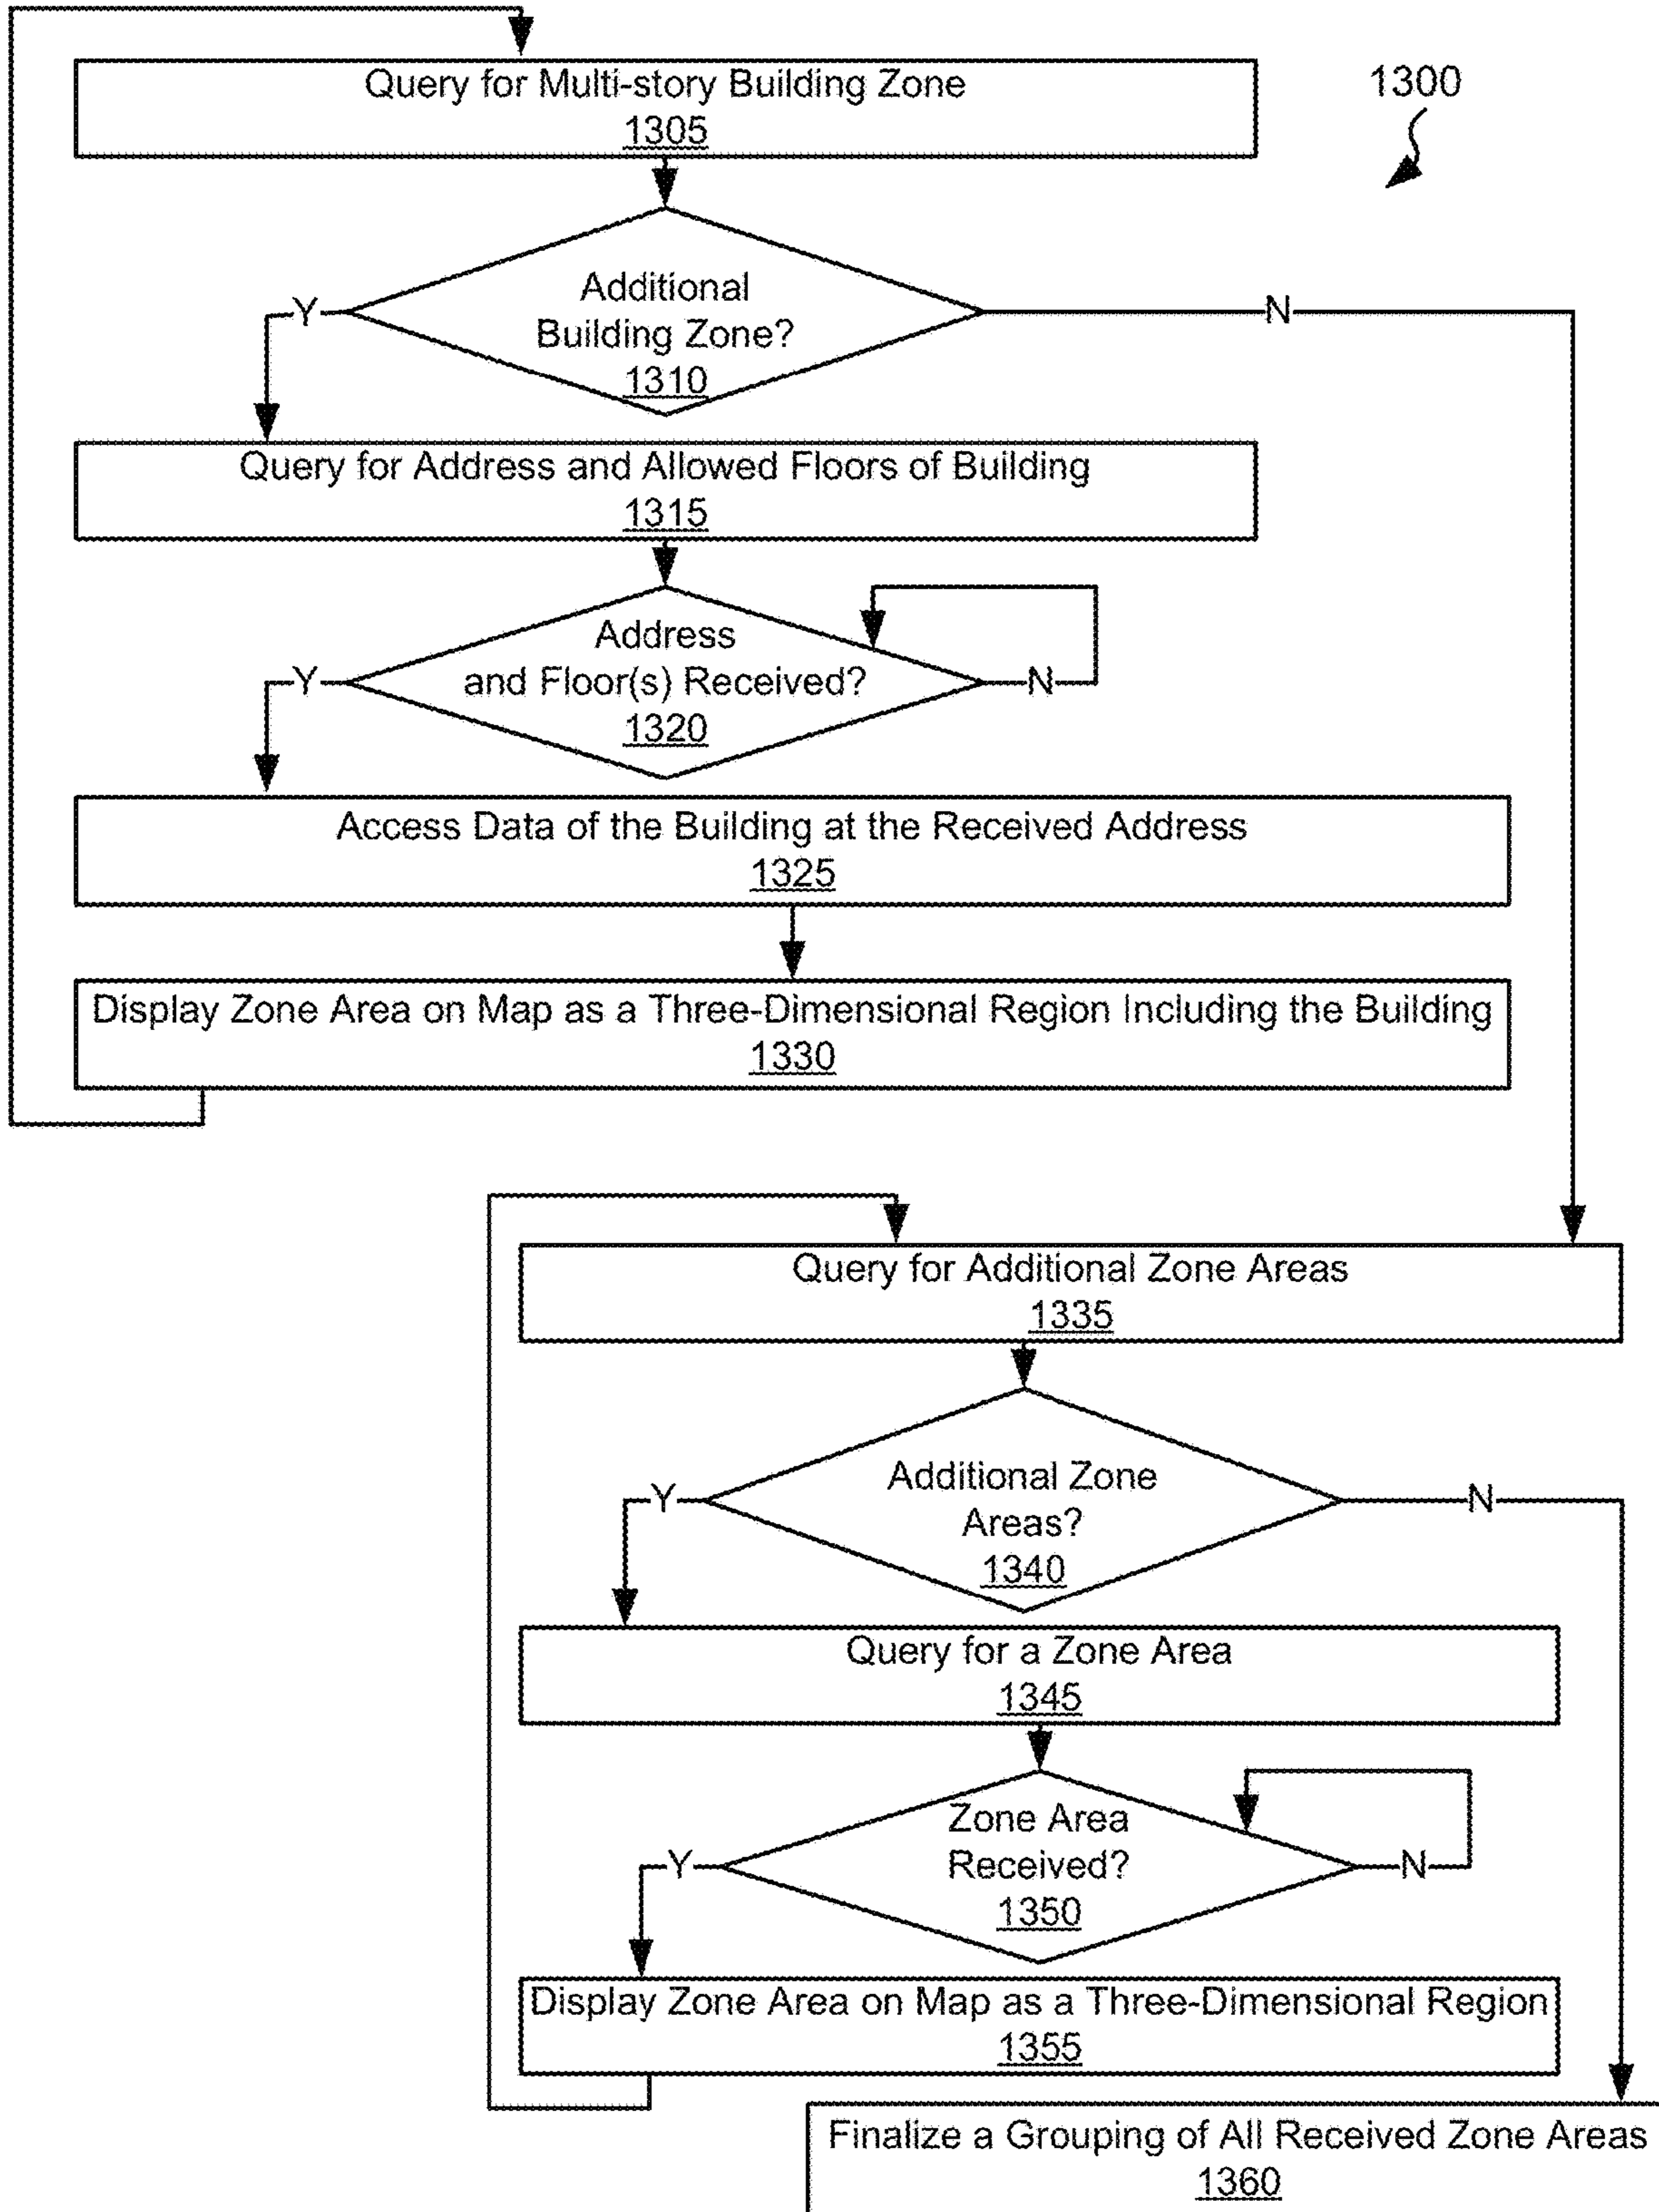 Query for Multi-story Building Zone
1305
1300
Additional
Building Zone?
1310
Y
N
Query for Address and Allowed Floors of Building
1315
Address
and Floor(s) Received?
1320
Y
N
Access Data of the Building at the Received Address
1325
Display Zone Area on Map as a Three-Dimensional Region Including the Building
1330
Query for Additional Zone Areas
1335
Additional Zone
Areas?
1340
Y
N
Query for a Zone Area
1345
Zone Area
Received?
1350
Y
N
Display Zone Area on Map as a Three-Dimensional Region
1355
Finalize a Grouping of All Received Zone Areas
1360